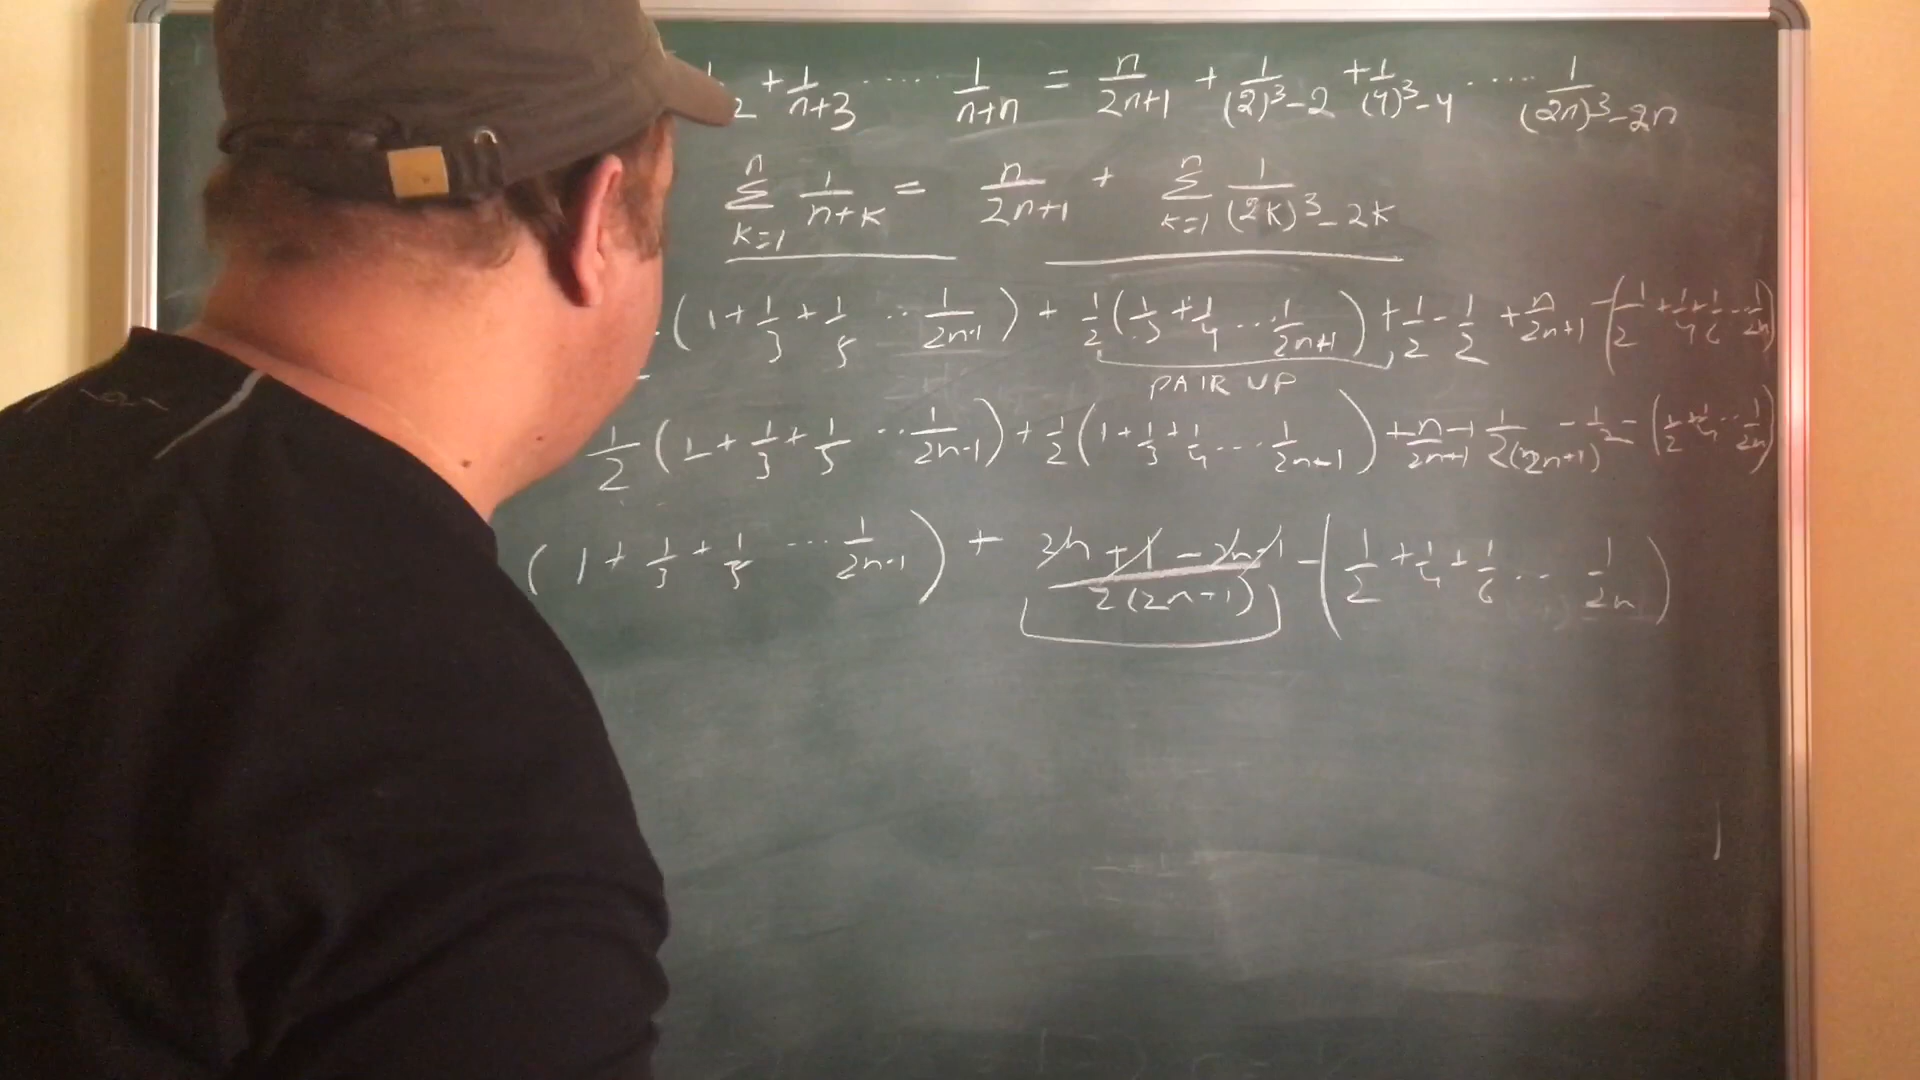 2 + 1/(n+3) ..... 1/(n+n) = n/(2n+1) + 1/((2)³-2) + 1/((4)³-4) ..... 1/((2n)³-2n)
n Σ k=1 1/(n+k) = n/(2n+1) + n Σ k=1 1/((2k)³-2k)
(1 + 1/3 + 1/5 ... 1/(2n-1)) + 1/2 (1/3 + 1/4 ... 1/(2n+1)) + 1/2 - 1/2 + n/(2n+1) - (1/2 + 1/4 + 1/6 ... 1/2n)
PAIR UP
1/2 (1 + 1/3 + 1/5 ... 1/(2n-1)) + 1/2 (1 + 1/3 + 1/4 ... 1/(2n-1)) + n/(2n+1) + 1/(2(2n+1)) - 1/2 - (1/2 + 1/4 ... 1/2n)
(1 + 1/3 + 1/5 ... 1/(2n-1)) + (2n+1-2n-1)/(2(2n+1)) - (1/2 + 1/4 + 1/6 ... 1/2n)